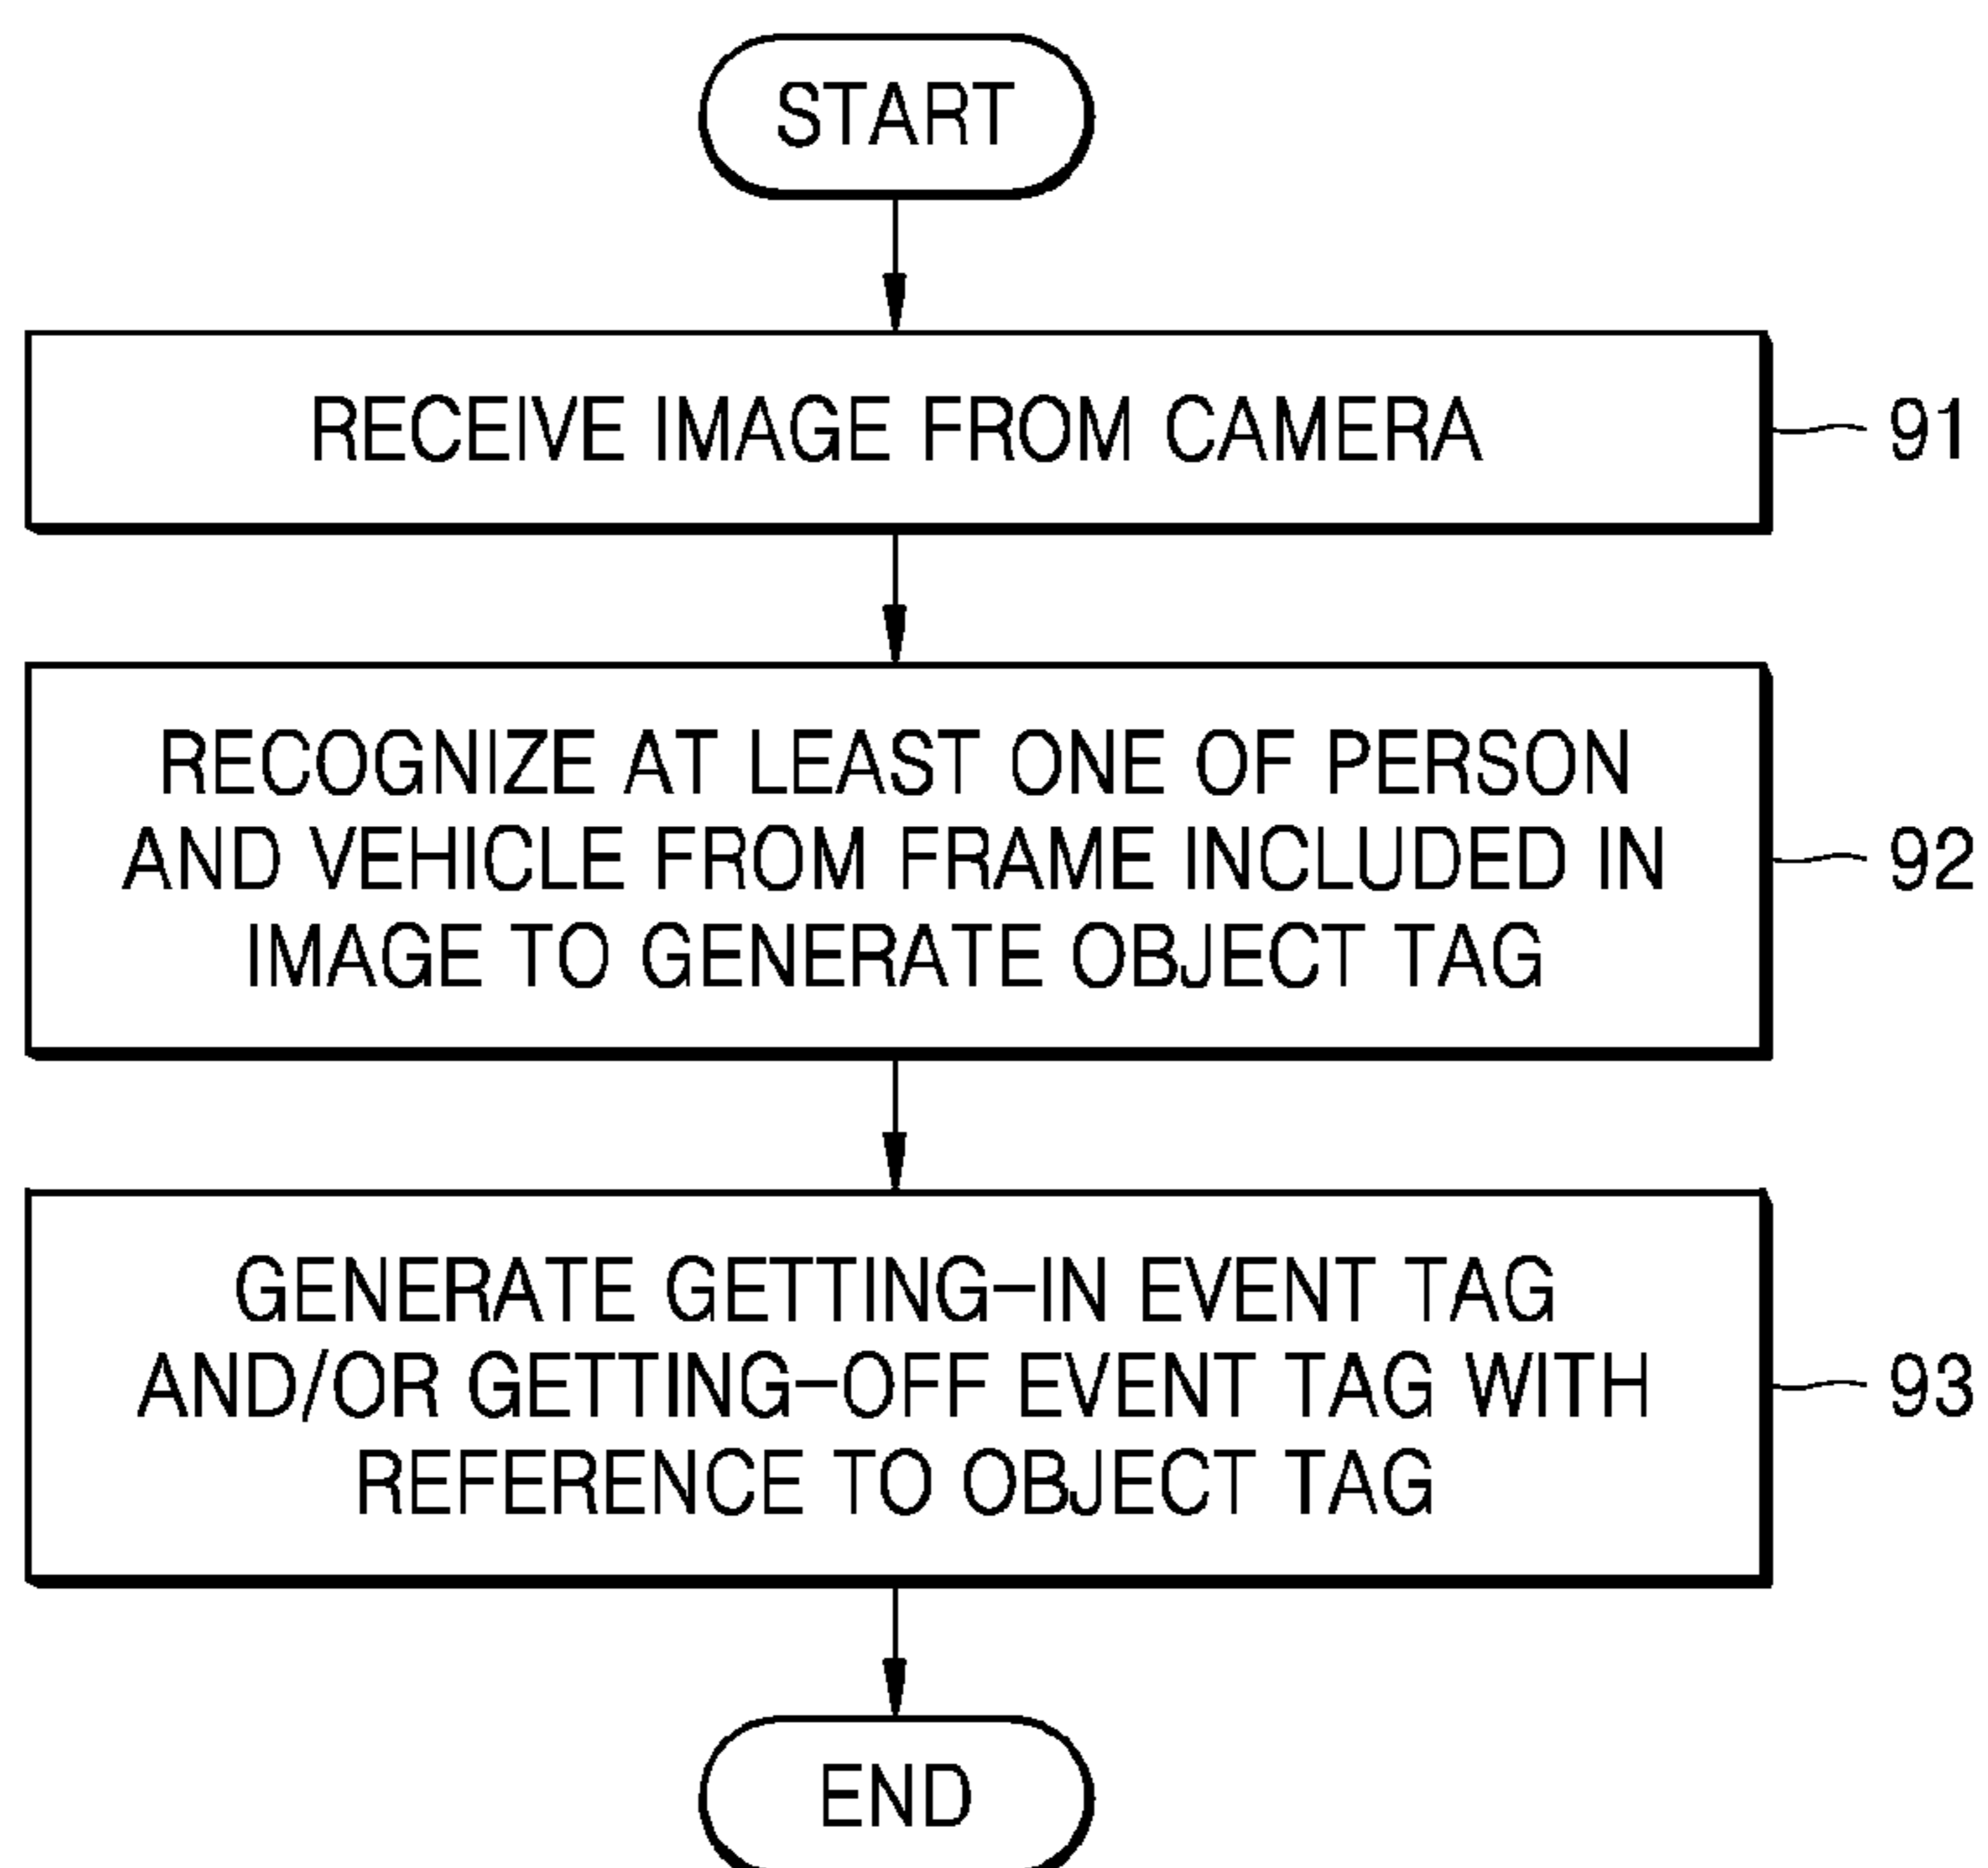 START
RECEIVE IMAGE FROM CAMERA
91
RECOGNIZE AT LEAST ONE OF PERSON
AND VEHICLE FROM FRAME INCLUDED IN
IMAGE TO GENERATE OBJECT TAG
92
GENERATE GETTING-IN EVENT TAG
AND/OR GETTING-OFF EVENT TAG WITH
REFERENCE TO OBJECT TAG
93
END